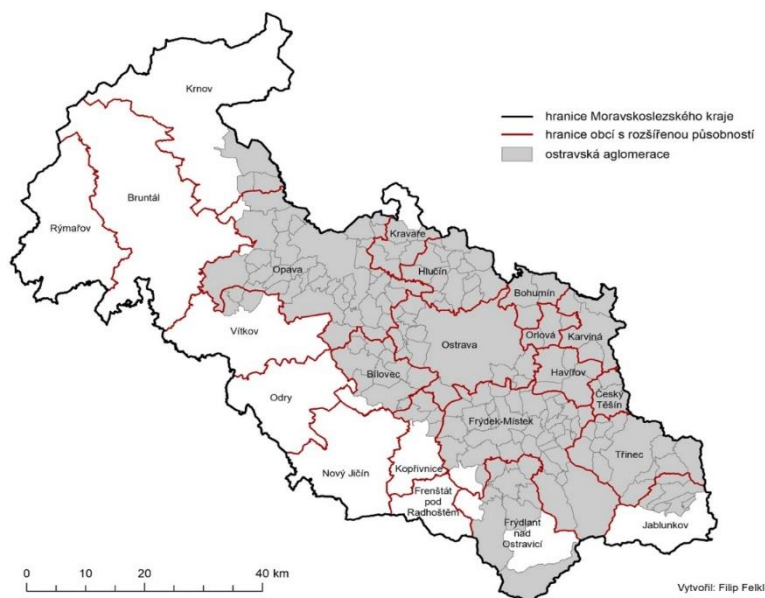 Krnov
hranice Moravskoslezského kraje
hranice obcí s rozšířenou působností
ostravská aglomerace
Bruntál
Rýmařov
Kravaře
Opava
Hlučín
Bohumín
Vítkov
Ostrava
Orlová
Karviná
Bílovec
Havířov
Odry
Český
Těšín
Frýdek-Místek
Třinec
Nový Jičín
Kopřivnice
Frenštát
pod
Radhoštěm
Frýdlant
nad
Ostravicí
Jablunkov
0 10 20 40 km
Vytvořil: Filip Felkl